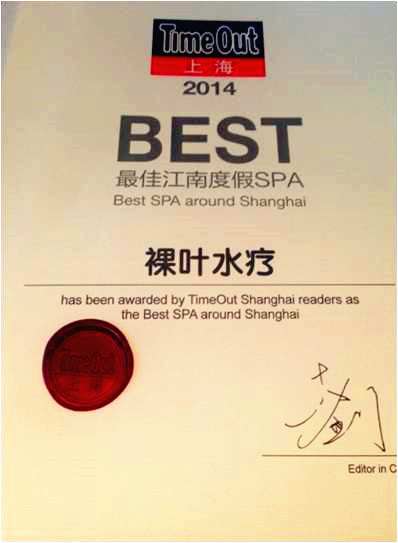 TimeOut
上海
2014
BEST
最佳江南度假SPA
Best SPA around Shanghai
裸叶水疗
has been awarded by TimeOut Shanghai readers as
the Best SPA around Shanghai
TimeOut
上海
Editor in C